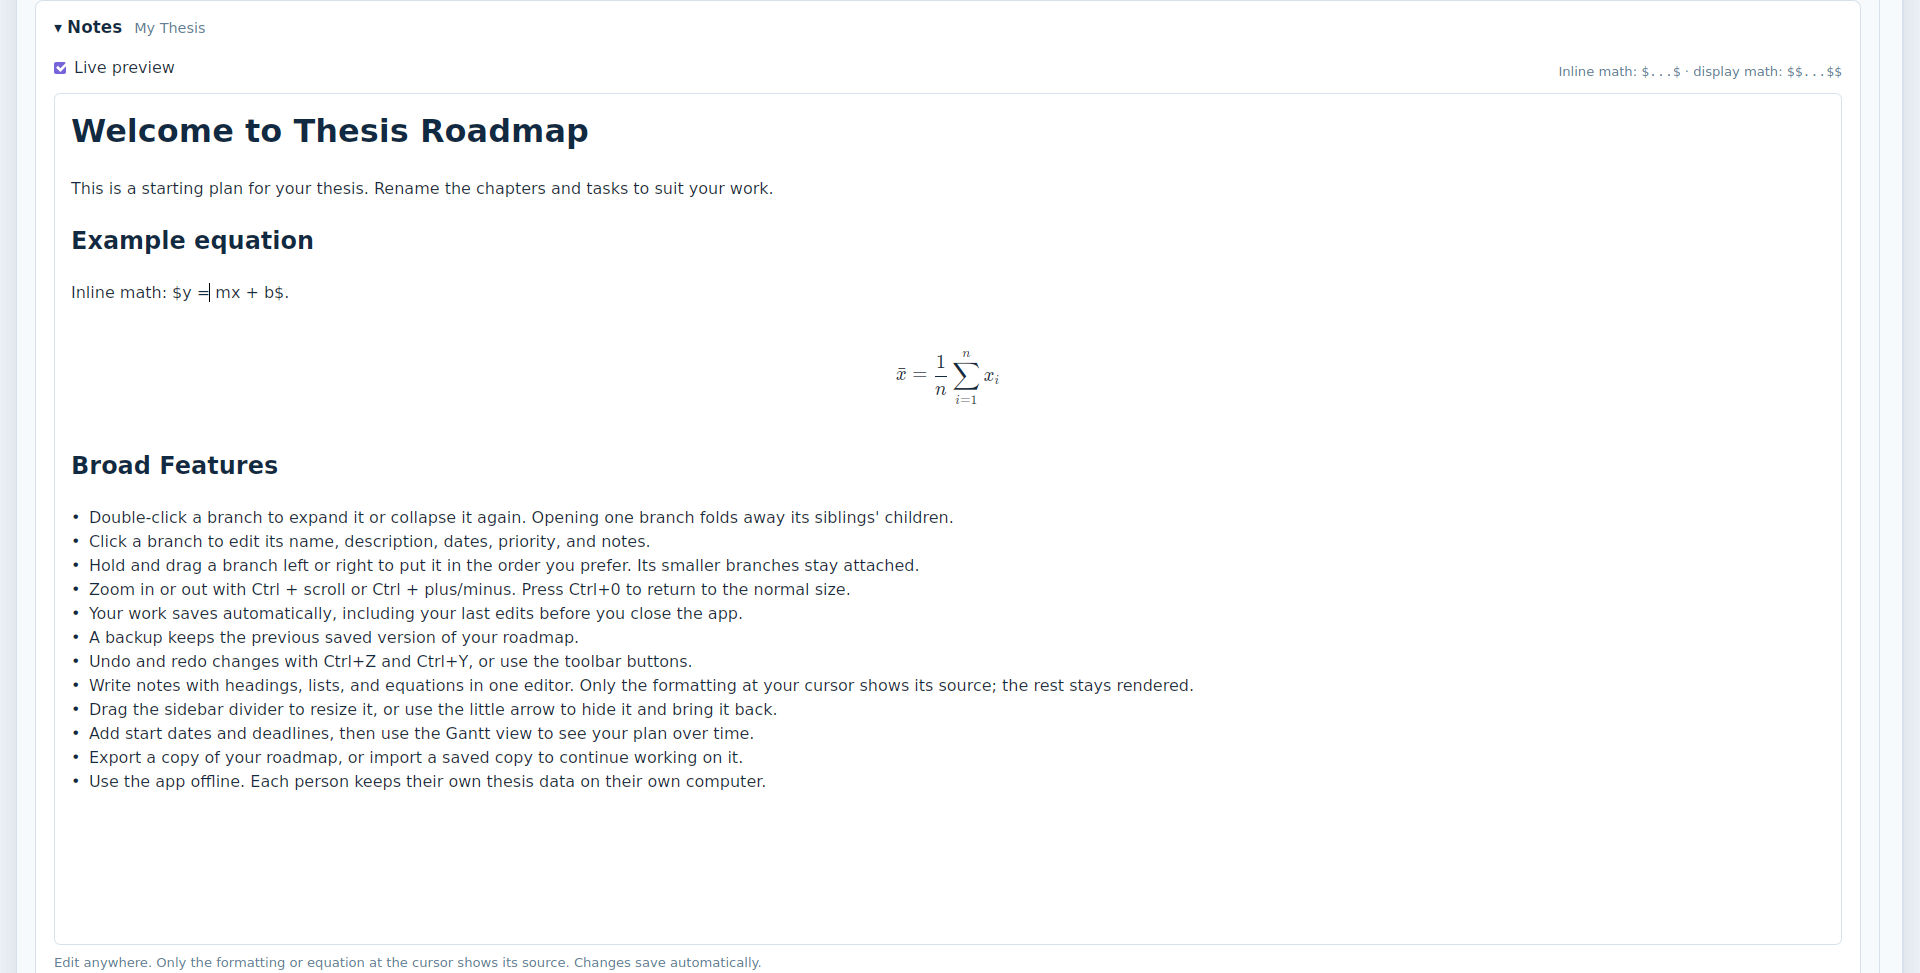 ▾ Notes My Thesis
Live preview
Inline math: $...$ · display math: $$...$$
Welcome to Thesis Roadmap
This is a starting plan for your thesis. Rename the chapters and tasks to suit your work.
Example equation
Inline math: $y = mx + b$.
x̄ = 1/n ∑_{i=1}^{n} x_i
Broad Features
• Double-click a branch to expand it or collapse it again. Opening one branch folds away its siblings' children.
• Click a branch to edit its name, description, dates, priority, and notes.
• Hold and drag a branch left or right to put it in the order you prefer. Its smaller branches stay attached.
• Zoom in or out with Ctrl + scroll or Ctrl + plus/minus. Press Ctrl+0 to return to the normal size.
• Your work saves automatically, including your last edits before you close the app.
• A backup keeps the previous saved version of your roadmap.
• Undo and redo changes with Ctrl+Z and Ctrl+Y, or use the toolbar buttons.
• Write notes with headings, lists, and equations in one editor. Only the formatting at your cursor shows its source; the rest stays rendered.
• Drag the sidebar divider to resize it, or use the little arrow to hide it and bring it back.
• Add start dates and deadlines, then use the Gantt view to see your plan over time.
• Export a copy of your roadmap, or import a saved copy to continue working on it.
• Use the app offline. Each person keeps their own thesis data on their own computer.
Edit anywhere. Only the formatting or equation at the cursor shows its source. Changes save automatically.